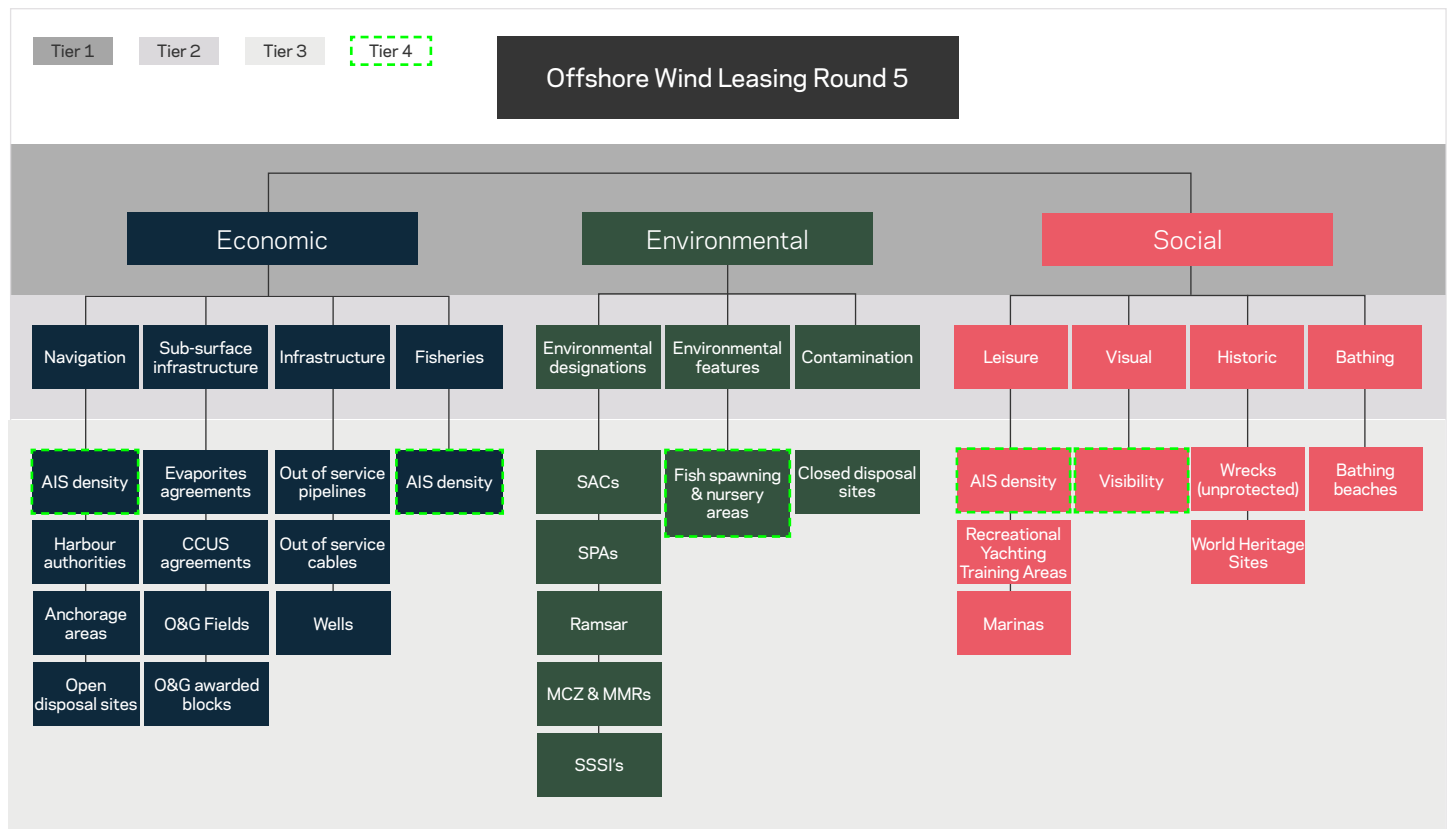 Tier 1
Tier 2
Tier 3
Tier 4
Offshore Wind Leasing Round 5
Economic
Environmental
Social
Navigation
Sub-surface
infrastructure
Infrastructure
Fisheries
Environmental
designations
Environmental
features
Contamination
Leisure
Visual
Historic
Bathing
AIS density
Evaporites
agreements
Out of service
pipelines
AIS density
SACs
Fish spawning
& nursery
areas
Closed disposal
sites
AIS density
Visibility
Wrecks
(unprotected)
Bathing
beaches
Harbour
authorities
CCUS
agreements
Out of service
cables
SPAs
Recreational
Yachting
Training Areas
World Heritage
Sites
Anchorage
areas
O&G Fields
Wells
Ramsar
Marinas
Open
disposal sites
O&G awarded
blocks
MCZ & MMRs
SSSI's